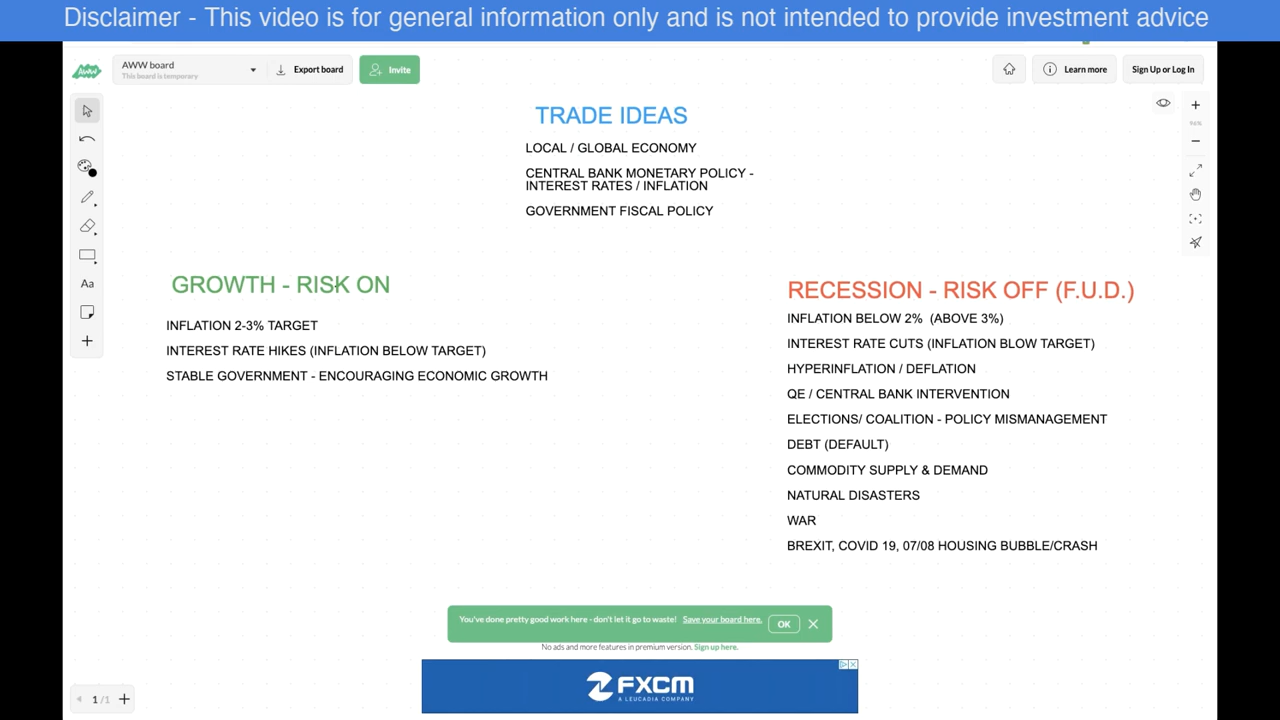 Disclaimer - This video is for general information only and is not intended to provide investment advice
AWW
AWW board
This board is temporary
Export board
Invite
Learn more
Sign Up or Log In
TRADE IDEAS
LOCAL / GLOBAL ECONOMY
CENTRAL BANK MONETARY POLICY -
INTEREST RATES / INFLATION
GOVERNMENT FISCAL POLICY
GROWTH - RISK ON
INFLATION 2-3% TARGET
INTEREST RATE HIKES (INFLATION BELOW TARGET)
STABLE GOVERNMENT - ENCOURAGING ECONOMIC GROWTH
RECESSION - RISK OFF (F.U.D.)
INFLATION BELOW 2% (ABOVE 3%)
INTEREST RATE CUTS (INFLATION BLOW TARGET)
HYPERINFLATION / DEFLATION
QE / CENTRAL BANK INTERVENTION
ELECTIONS/ COALITION - POLICY MISMANAGEMENT
DEBT (DEFAULT)
COMMODITY SUPPLY & DEMAND
NATURAL DISASTERS
WAR
BREXIT, COVID 19, 07/08 HOUSING BUBBLE/CRASH
Aa
You've done pretty good work here - don't let it go to waste! Save your board here.
OK
No ads and more features in premium version. Sign up here.
FXCM
A LEUCADIA COMPANY
1 /1